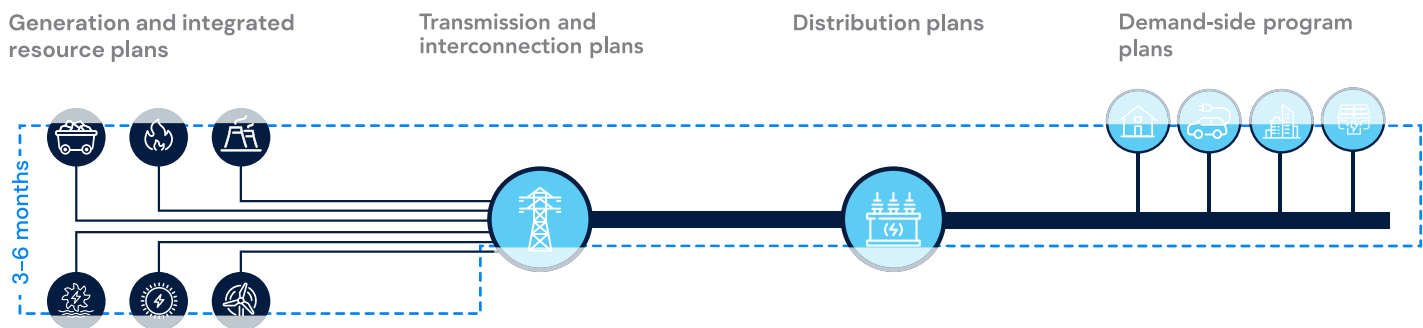 Generation and integrated
resource plans
Transmission and
interconnection plans
Distribution plans
Demand-side program
plans
3–6 months